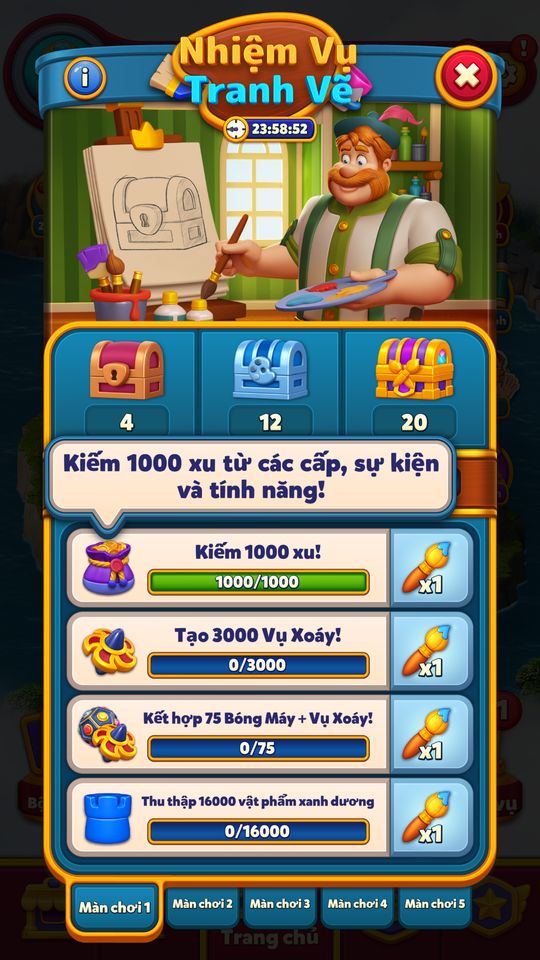 Nhiệm Vụ
Tranh Vẽ
23:58:52
4
12
20
Kiếm 1000 xu từ các cấp, sự kiện
và tính năng!
Kiếm 1000 xu!
1000/1000
x1
Tạo 3000 Vụ Xoáy!
0/3000
x1
Kết hợp 75 Bóng Máy + Vụ Xoáy!
0/75
x1
Thu thập 16000 vật phẩm xanh dương
0/16000
x1
Màn chơi 1
Màn chơi 2
Màn chơi 3
Màn chơi 4
Màn chơi 5
Trang chủ